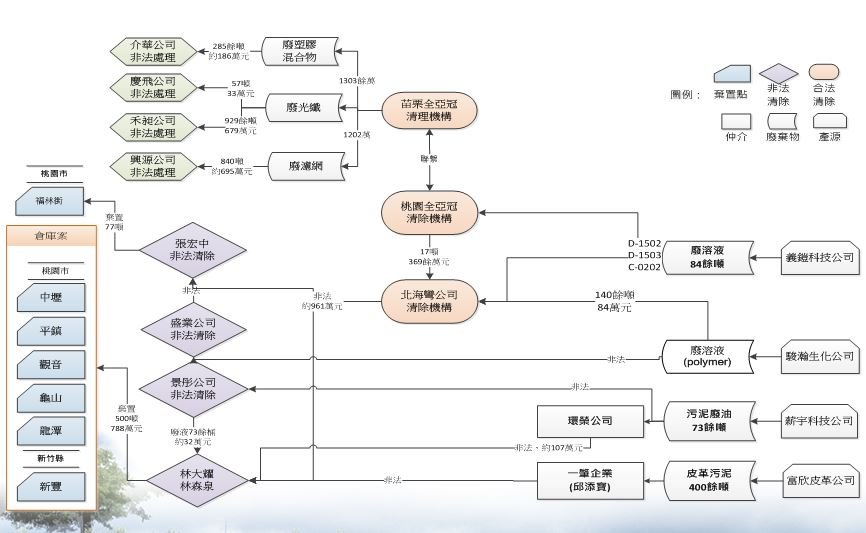 介華公司
非法處理
285餘噸
約186萬元
廢塑膠
混合物
慶飛公司
非法處理
57噸
33萬元
廢光纖
1303餘萬
禾昶公司
非法處理
929餘噸
679萬元
1202萬
興源公司
非法處理
840噸
約695萬元
廢濾網
苗栗全亞冠
清理機構
聯繫
桃園全亞冠
清除機構
17噸
369餘萬元
北海彎公司
清除機構
圖例：
棄置點
非法
清除
合法
清除
仲介
廢棄物
產源
桃園市
福林街
棄置
77噸
倉庫案
桃園市
中壢
平鎮
觀音
龜山
龍潭
新竹縣
新豐
棄置
500噸
788萬元
張宏中
非法清除
非法
盛業公司
非法清除
景彤公司
非法清除
廢液73餘桶
約32萬元
林大耀
林森泉
非法
約961萬元
D-1502
D-1503
C-0202
廢溶液
84餘噸
義鎧科技公司
140餘噸
84萬元
廢溶液
(polymer)
駿瀚生化公司
非法
非法
環榮公司
污泥廢油
73餘噸
薪宇科技公司
非法、約107萬元
非法
一肇企業
(邱添寶)
皮革污泥
400餘噸
富欣皮革公司